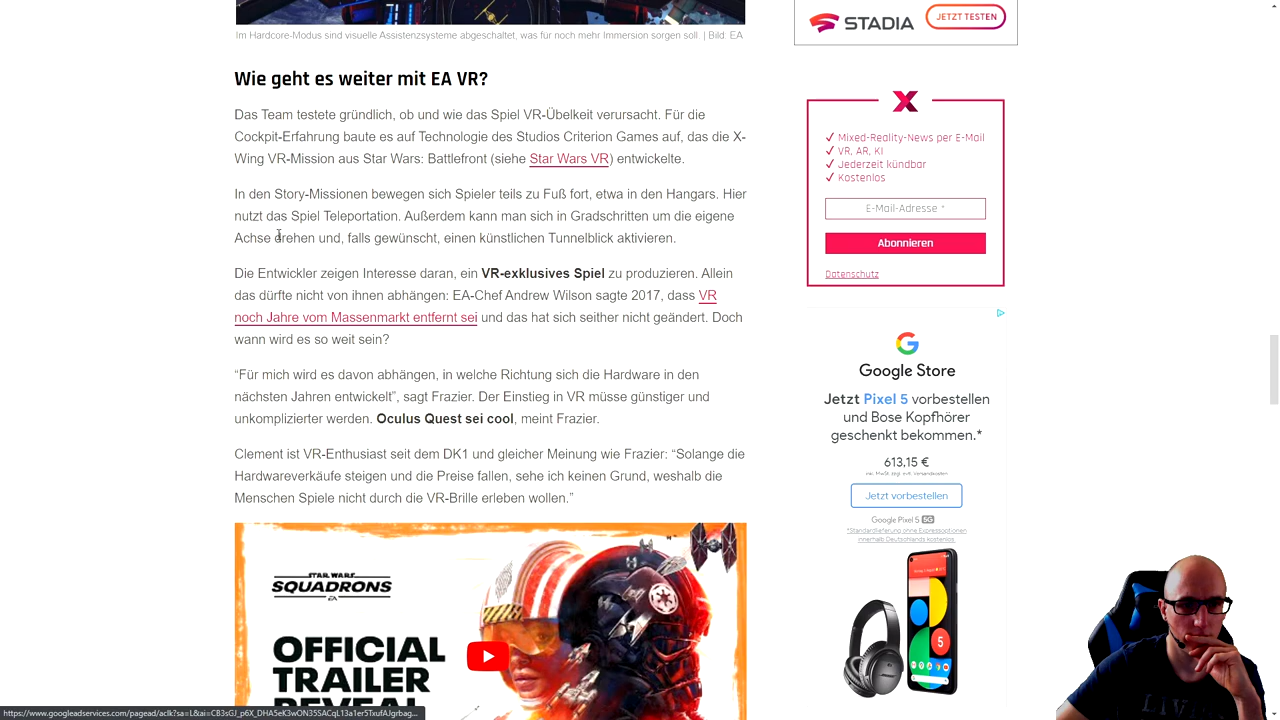 Im Hardcore-Modus sind visuelle Assistenzsysteme abgeschaltet, was für noch mehr Immersion sorgen soll. | Bild: EA
Wie geht es weiter mit EA VR?
Das Team testete gründlich, ob und wie das Spiel VR-Übelkeit verursacht. Für die
Cockpit-Erfahrung baute es auf Technologie des Studios Criterion Games auf, das die X-
Wing VR-Mission aus Star Wars: Battlefront (siehe Star Wars VR) entwickelte.
In den Story-Missionen bewegen sich Spieler teils zu Fuß fort, etwa in den Hangars. Hier
nutzt das Spiel Teleportation. Außerdem kann man sich in Gradschritten um die eigene
Achse drehen und, falls gewünscht, einen künstlichen Tunnelblick aktivieren.
Die Entwickler zeigen Interesse daran, ein VR-exklusives Spiel zu produzieren. Allein
das dürfte nicht von ihnen abhängen: EA-Chef Andrew Wilson sagte 2017, dass VR
noch Jahre vom Massenmarkt entfernt sei und das hat sich seither nicht geändert. Doch
wann wird es so weit sein?
“Für mich wird es davon abhängen, in welche Richtung sich die Hardware in den
nächsten Jahren entwickelt”, sagt Frazier. Der Einstieg in VR müsse günstiger und
unkomplizierter werden. Oculus Quest sei cool, meint Frazier.
Clement ist VR-Enthusiast seit dem DK1 und gleicher Meinung wie Frazier: “Solange die
Hardwareverkäufe steigen und die Preise fallen, sehe ich keinen Grund, weshalb die
Menschen Spiele nicht durch die VR-Brille erleben wollen.”
STAR WARS
SQUADRONS
EA
OFFICIAL
TRAILER
REVEAL
STADIA
JETZT TESTEN
✓ Mixed-Reality-News per E-Mail
✓ VR, AR, KI
✓ Jederzeit kündbar
✓ Kostenlos
E-Mail-Adresse *
Abonnieren
Datenschutz
Google Store
Jetzt Pixel 5 vorbestellen
und Bose Kopfhörer
geschenkt bekommen.*
613,15 €
Jetzt vorbestellen
Google Pixel 5 5G
*Standardlieferung ohne Expressoptionen
innerhalb Deutschlands kostenlos.